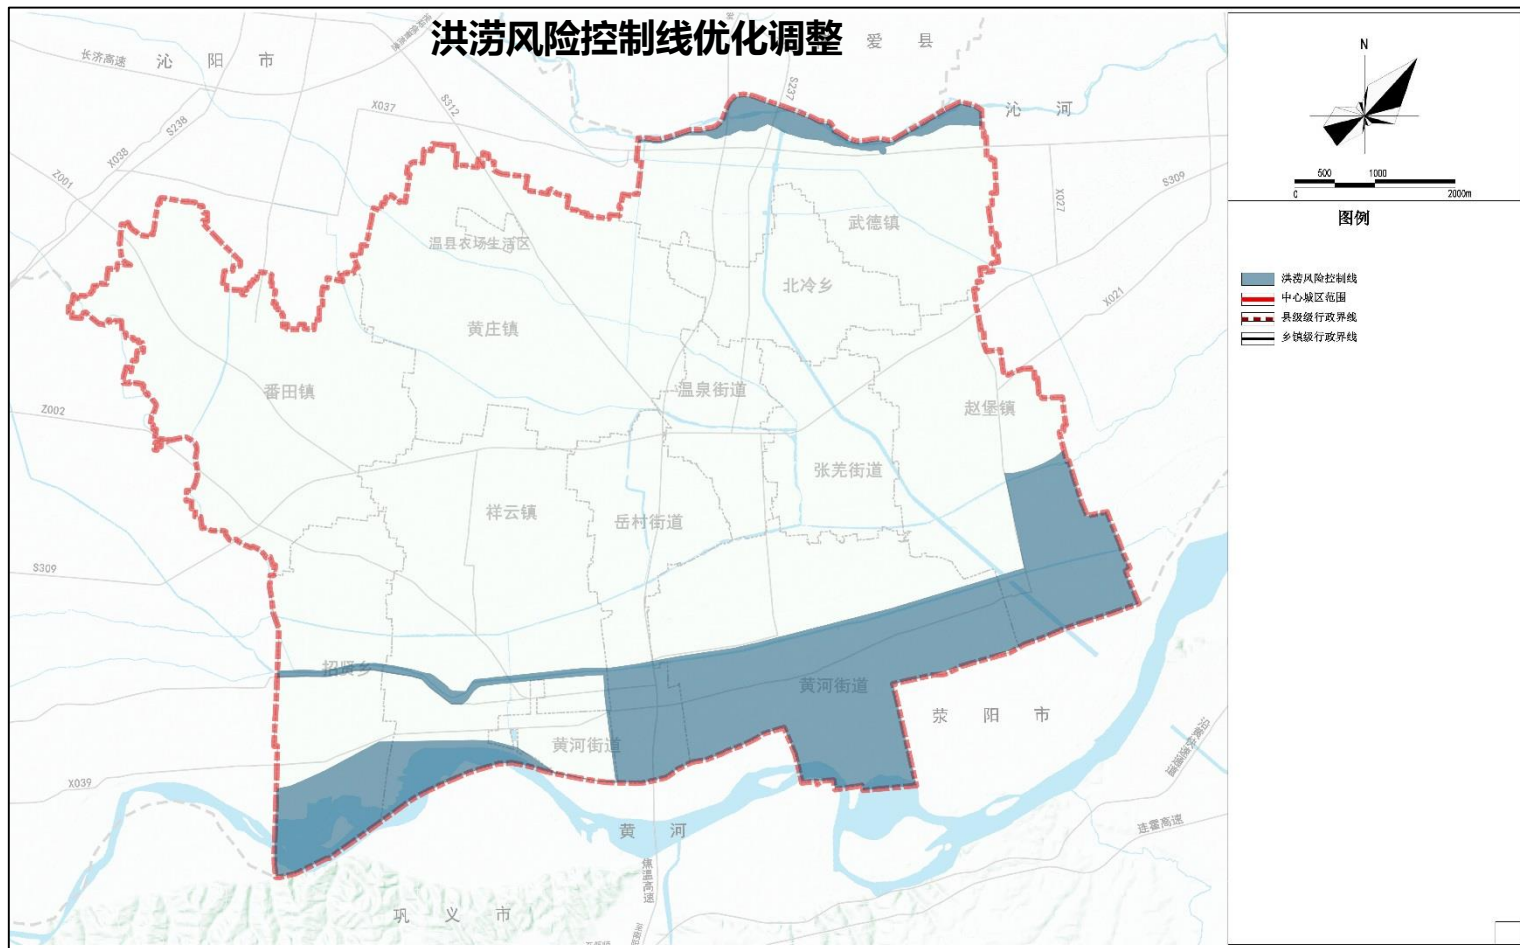 洪涝风险控制线优化调整
爱县
长济高速
沁阳市
S237
X037
S312
沁河
S238
X038
Z001
X027
S309
武德镇
温县农场生活区
北冷乡
X021
黄庄镇
番田镇
温泉街道
赵堡镇
Z002
张羌街道
祥云镇
岳村街道
S309
招贤乡
黄河街道
荥阳市
黄河街道
X039
黄河
连霍高速
焦温高速
巩义市
N
500
1000
0
2000m
图例
洪涝风险控制线
中心城区范围
县级级行政界线
乡镇级行政界线